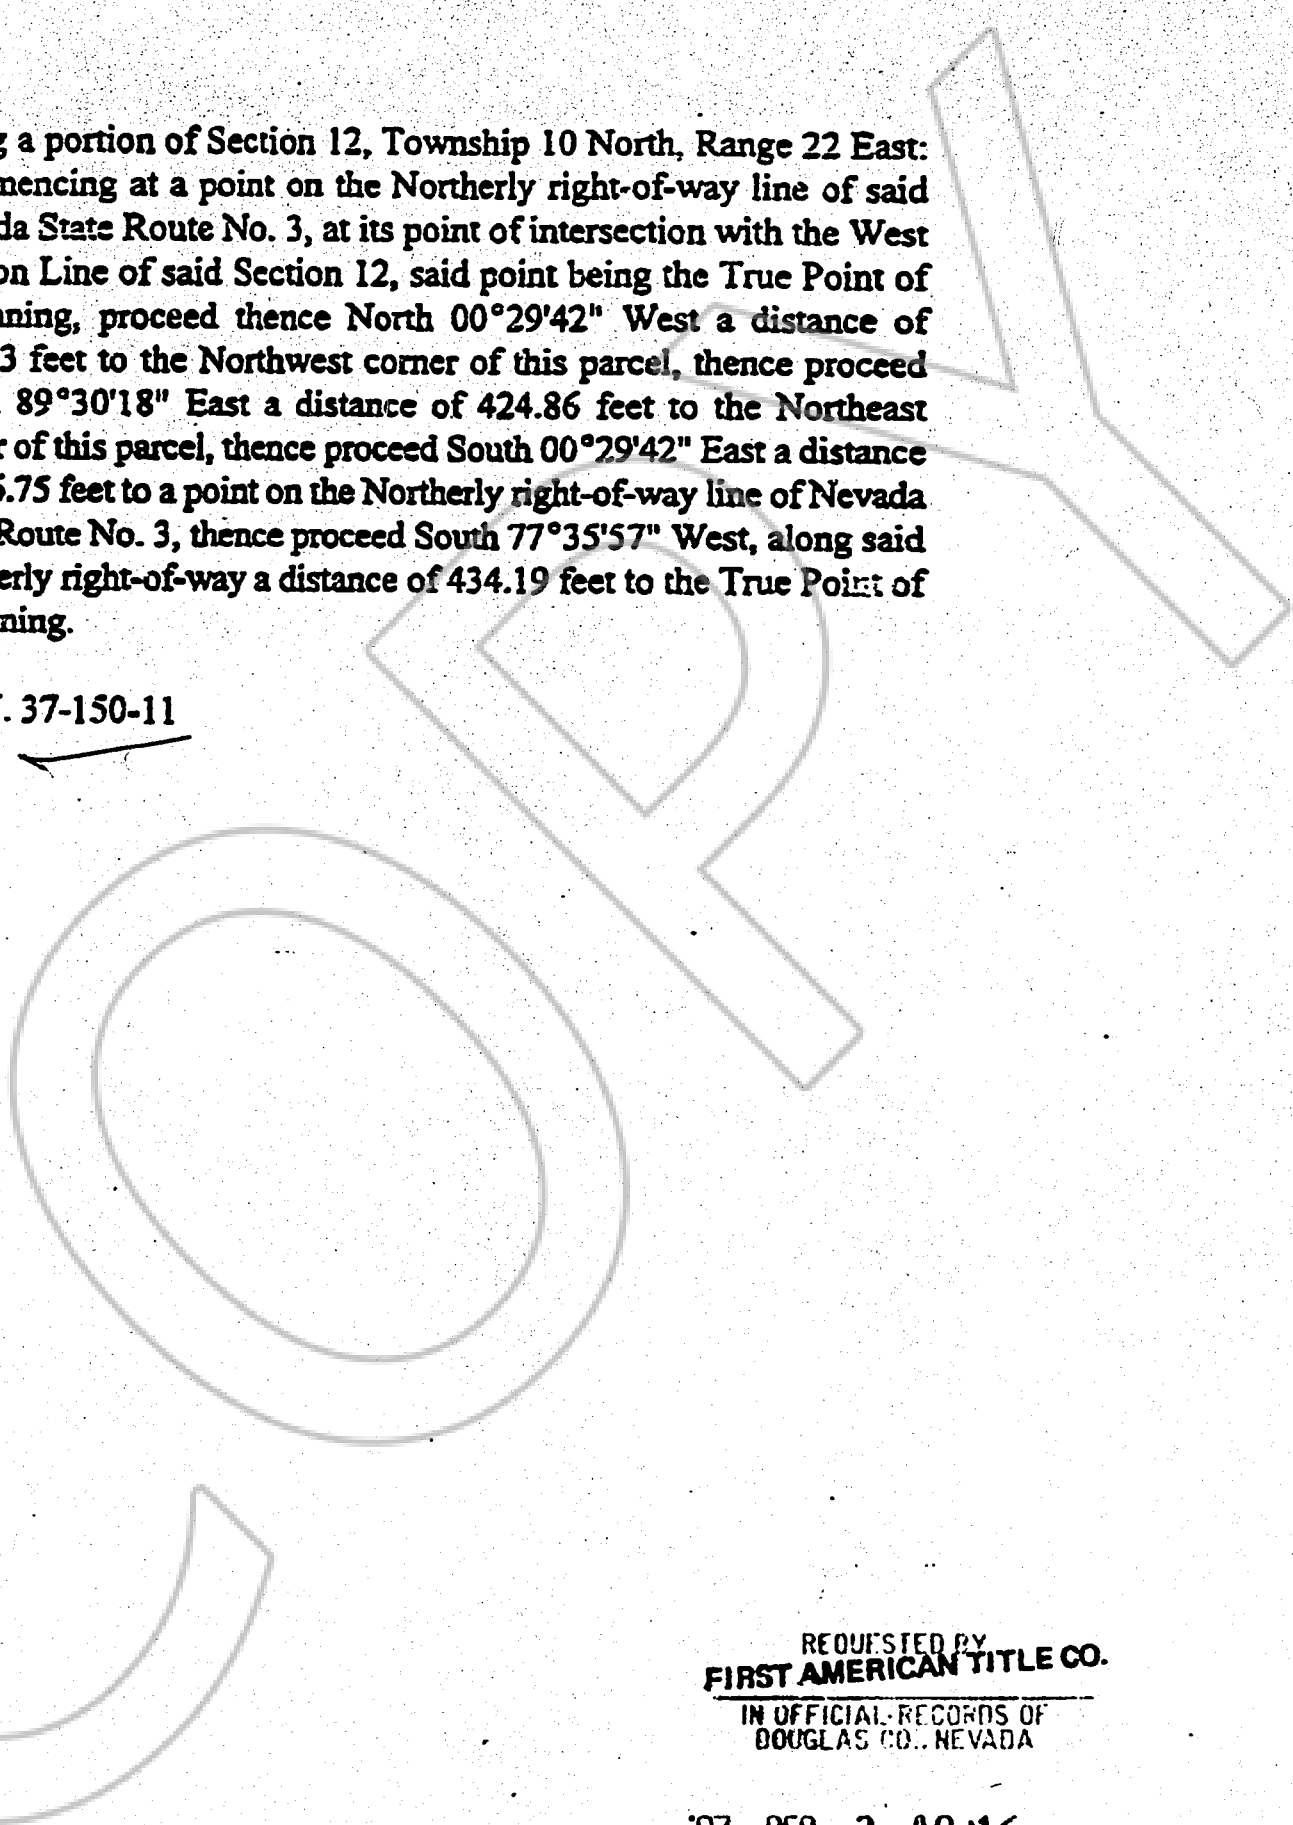 g a portion of Section 12, Township 10 North, Range 22 East:
nencing at a point on the Northerly right-of-way line of said
da State Route No. 3, at its point of intersection with the West
on Line of said Section 12, said point being the True Point of
nning, proceed thence North 00°29'42" West a distance of
3 feet to the Northwest corner of this parcel, thence proceed
89°30'18" East a distance of 424.86 feet to the Northeast
r of this parcel, thence proceed South 00°29'42" East a distance
5.75 feet to a point on the Northerly right-of-way line of Nevada
Route No. 3, thence proceed South 77°35'57" West, along said
erly right-of-way a distance of 434.19 feet to the True Point of
ning.
. 37-150-11
COPY
REQUESTED BY
FIRST AMERICAN TITLE CO.
IN OFFICIAL RECORDS OF
DOUGLAS CO., NEVADA